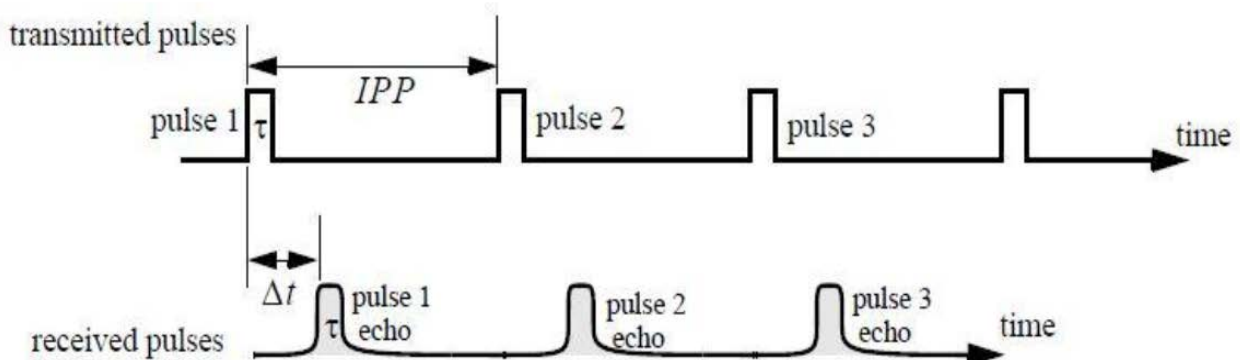 transmitted pulses
IPP
pulse 1
τ
pulse 2
pulse 3
time
Δt
pulse 1
echo
pulse 2
echo
pulse 3
echo
τ
received pulses
time